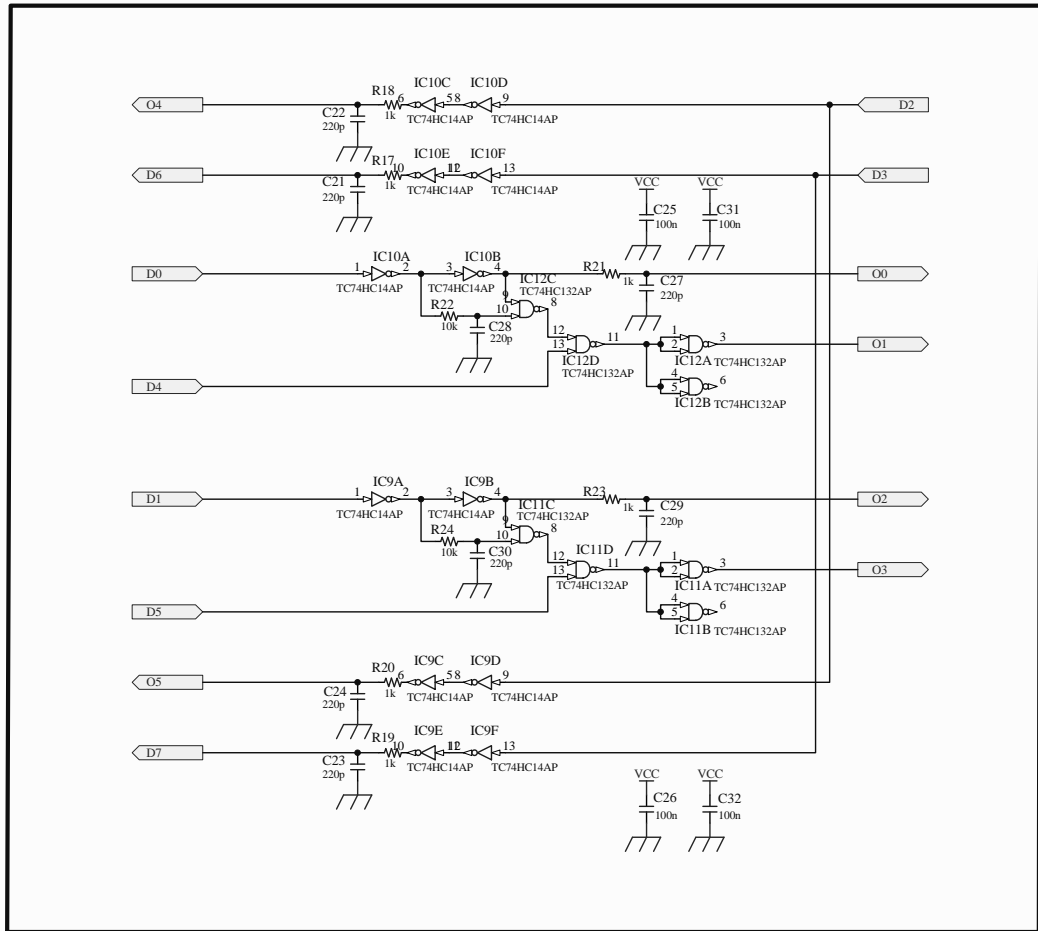 IC10C IC10D
O4 R18 6 5 8 9 D2
C22 1k TC74HC14AP TC74HC14AP
220p
IC10E IC10F
D6 R17 10 11 12 13 D3
C21 1k TC74HC14AP TC74HC14AP
220p
VCC VCC
C25 C31
100n 100n
IC10A IC10B
D0 1 2 3 4 R21 O0
TC74HC14AP TC74HC14AP 1k C27
220p
IC12C
TC74HC132AP
R22 9 8
10k 10
C28
220p
12 11 1 3 O1
13 2
IC12D IC12A TC74HC132AP
TC74HC132AP
D4 4 6
5
IC12B TC74HC132AP
IC9A IC9B
D1 1 2 3 4 R23 O2
TC74HC14AP TC74HC14AP 1k C29
220p
IC11C
TC74HC132AP
R24 9 8
10k 10
C30
220p
IC11D
12 11 1 3 O3
13 2
TC74HC132AP IC11A TC74HC132AP
D5 4 6
5
IC11B TC74HC132AP
IC9C IC9D
O5 R20 6 5 8 9
C24 1k TC74HC14AP TC74HC14AP
220p
IC9E IC9F
D7 R19 10 11 12 13
C23 1k TC74HC14AP TC74HC14AP
220p
VCC VCC
C26 C32
100n 100n